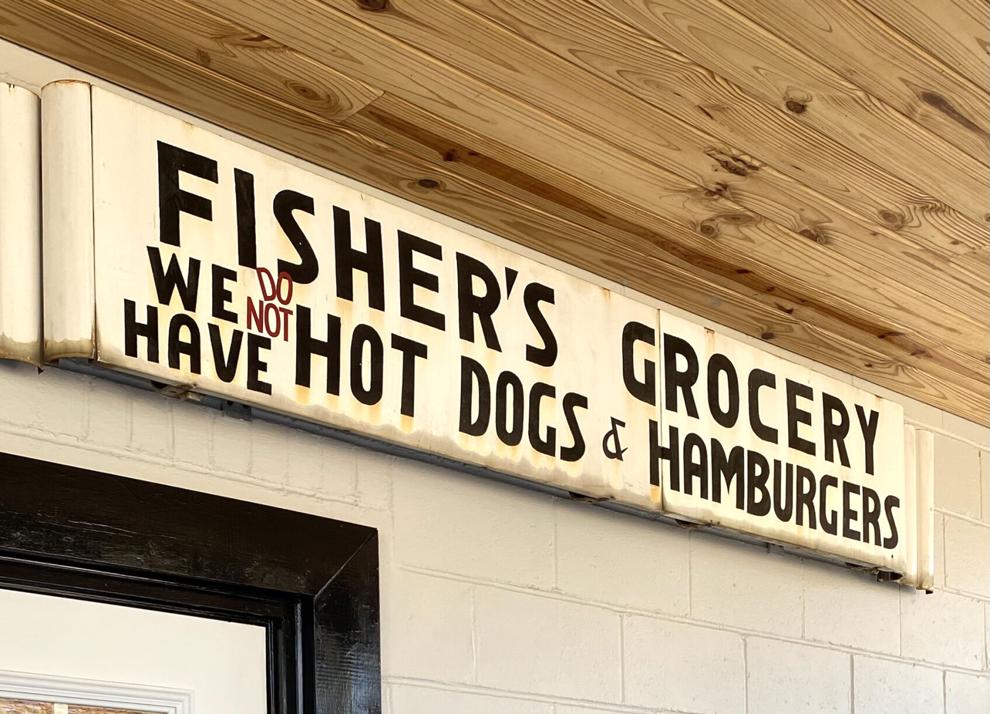 FISHER'S GROCERY
WE DO NOT HAVE HOT DOGS & HAMBURGERS